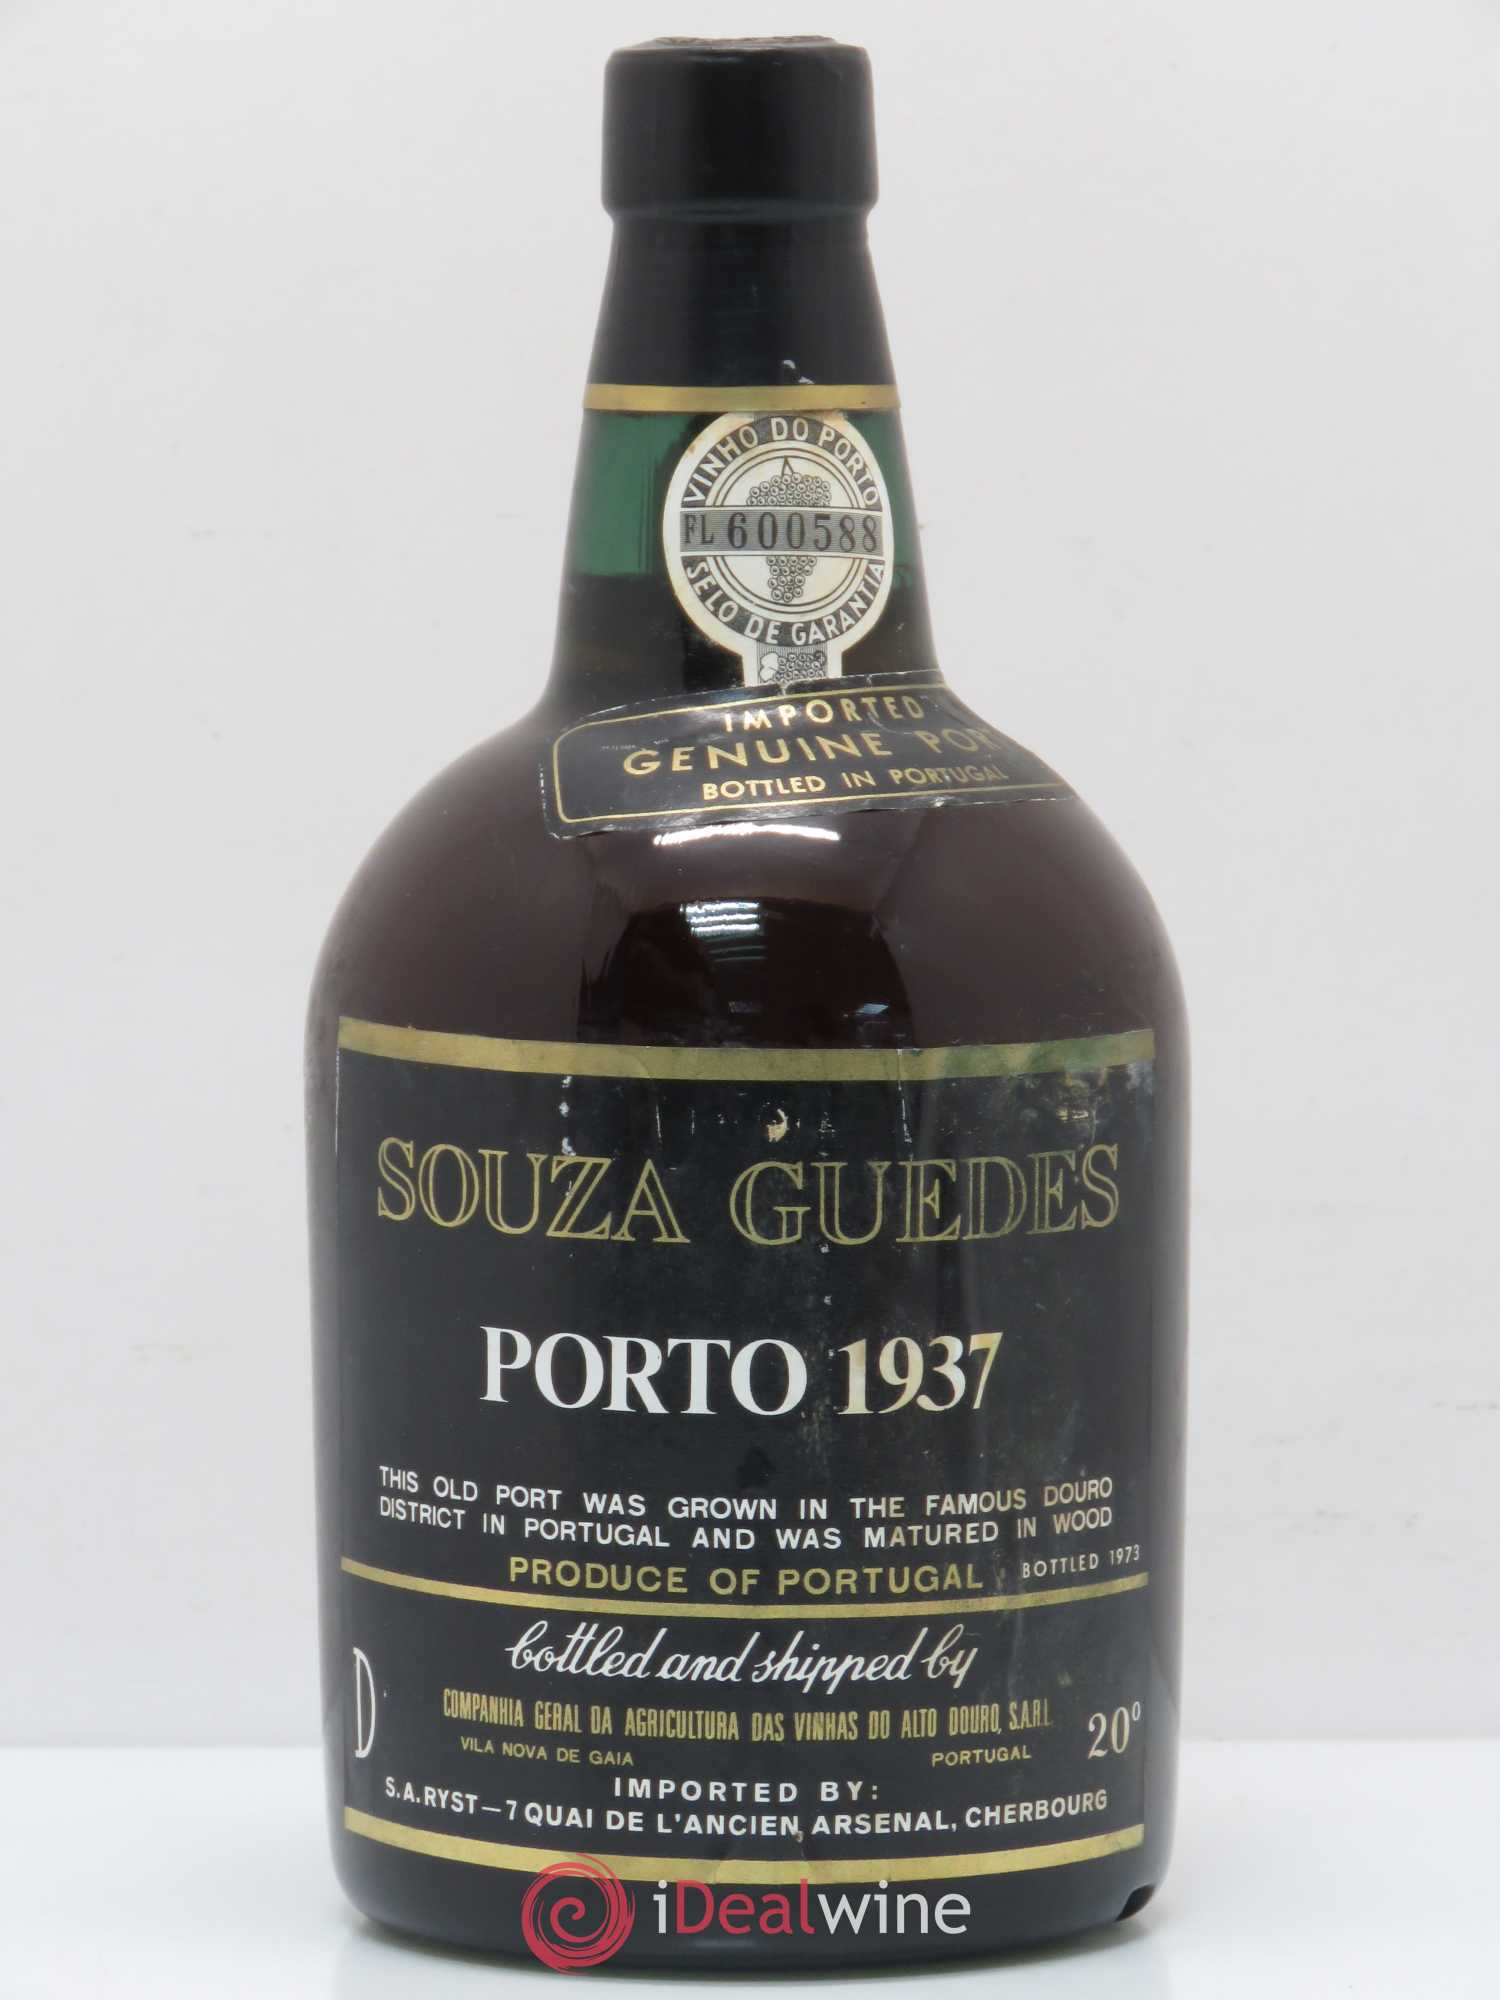 VINHO DO PORTO
FL 600588
SELO DE GARANTIA
IMPORTED
GENUINE PORT
BOTTLED IN PORTUGAL
SOUZA GUEDES
PORTO 1937
THIS OLD PORT WAS GROWN IN THE FAMOUS DOURO
DISTRICT IN PORTUGAL AND WAS MATURED IN WOOD
PRODUCE OF PORTUGAL BOTTLED 1973
bottled and shipped by
D COMPANHIA GERAL DA AGRICULTURA DAS VINHAS DO ALTO DOURO, S.A.R.L. 20º
VILA NOVA DE GAIA PORTUGAL
IMPORTED BY:
S.A. RYST — 7 QUAI DE L'ANCIEN ARSENAL, CHERBOURG
iDealwine